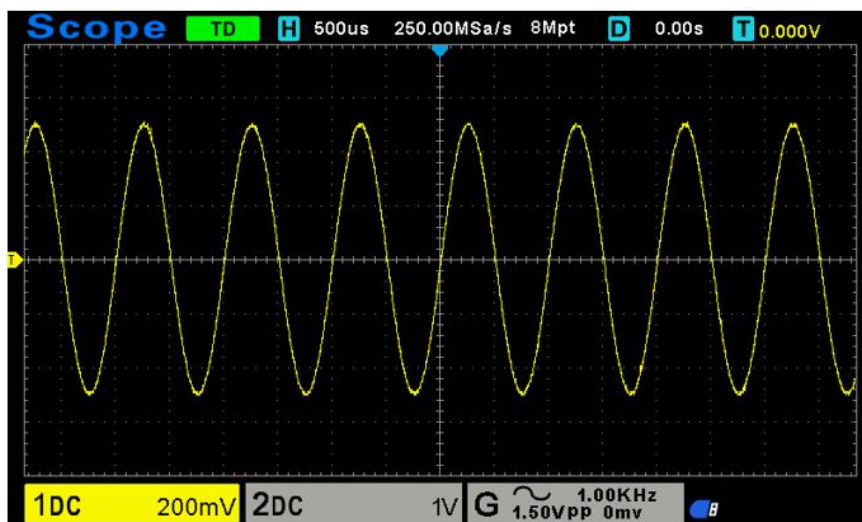 Scope TD H 500us 250.00MSa/s 8Mpt D 0.00s T 0.000V
T
1DC 200mV 2DC 1V G 1.00KHz
1.50Vpp 0mv
8